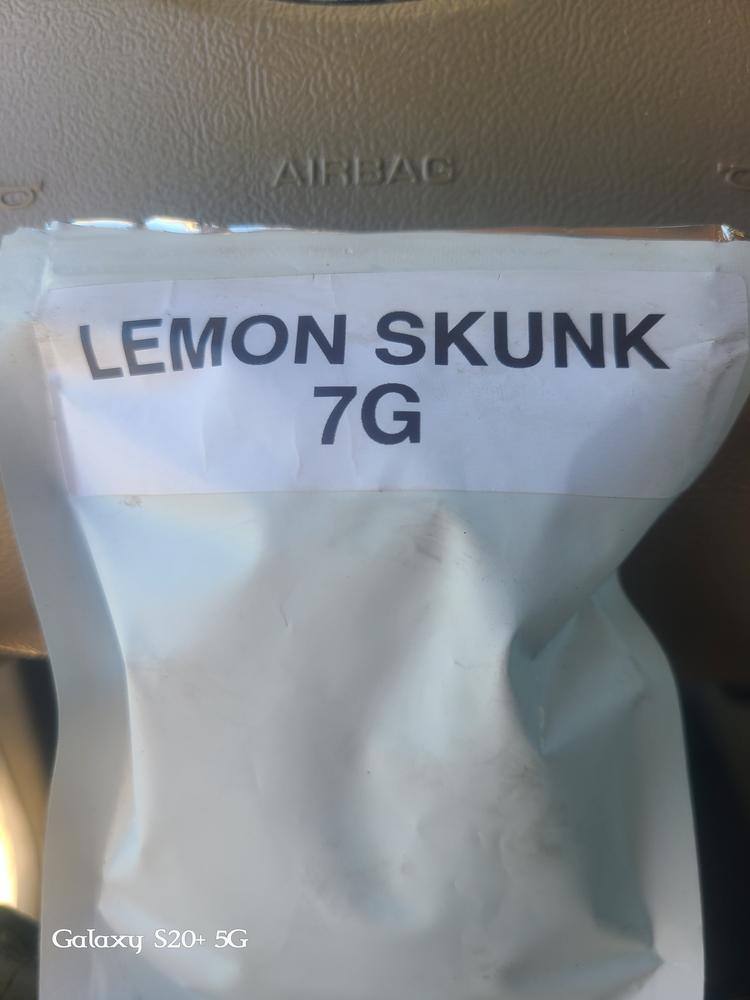 AIRBAG
LEMON SKUNK
7G
Galaxy S20+ 5G